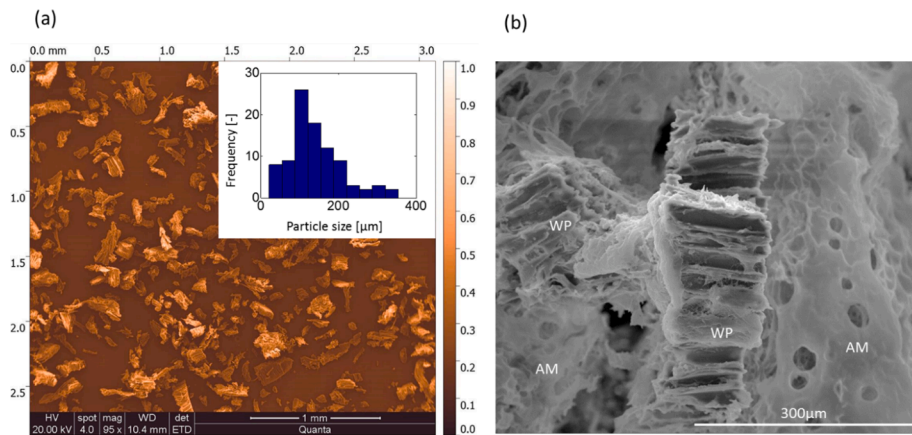 (a)
0.0 mm 0.5 1.0 1.5 2.0 2.5 3.0
0.0
0.5
1.0
1.5
2.0
2.5
30
20
10
0
Frequency [-]
0 200 400
Particle size [µm]
1.0
0.9
0.8
0.7
0.6
0.5
0.4
0.3
0.2
0.1
0.0
HV spot mag WD det
20.00 kV 4.0 95 x 10.4 mm ETD
1 mm
Quanta
(b)
WP
WP
AM
AM
300µm